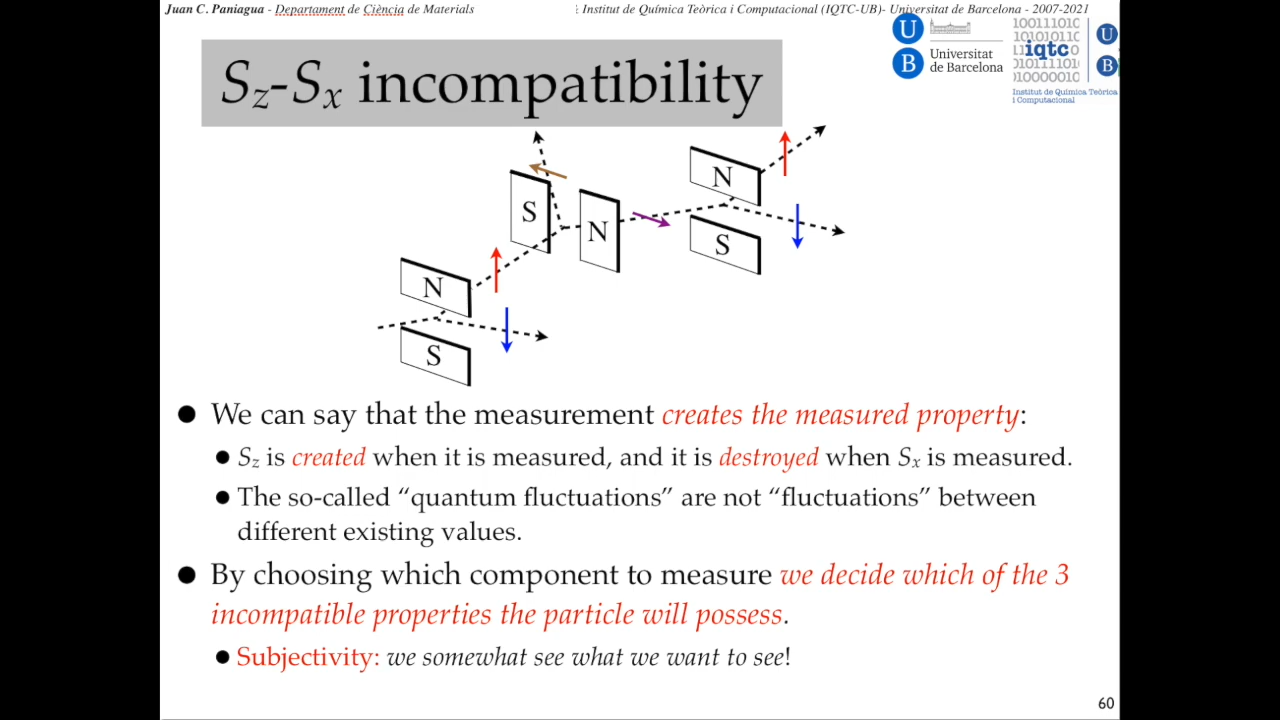 Juan C. Paniagua - Departament de Ciència de Materials
Institut de Química Teòrica i Computacional (IQTC-UB)- Universitat de Barcelona - 2007-2021
U
B
Universitat
de Barcelona
100111010
10101011C
iqtc
010111101
10000010
Institut de Química Teòrica
i Computacional
U
B
Sz-Sx incompatibility
N
S
S
N
N
S
● We can say that the measurement creates the measured property:
● Sz is created when it is measured, and it is destroyed when Sx is measured.
● The so-called “quantum fluctuations” are not “fluctuations” between
different existing values.
● By choosing which component to measure we decide which of the 3
incompatible properties the particle will possess.
● Subjectivity: we somewhat see what we want to see!
60